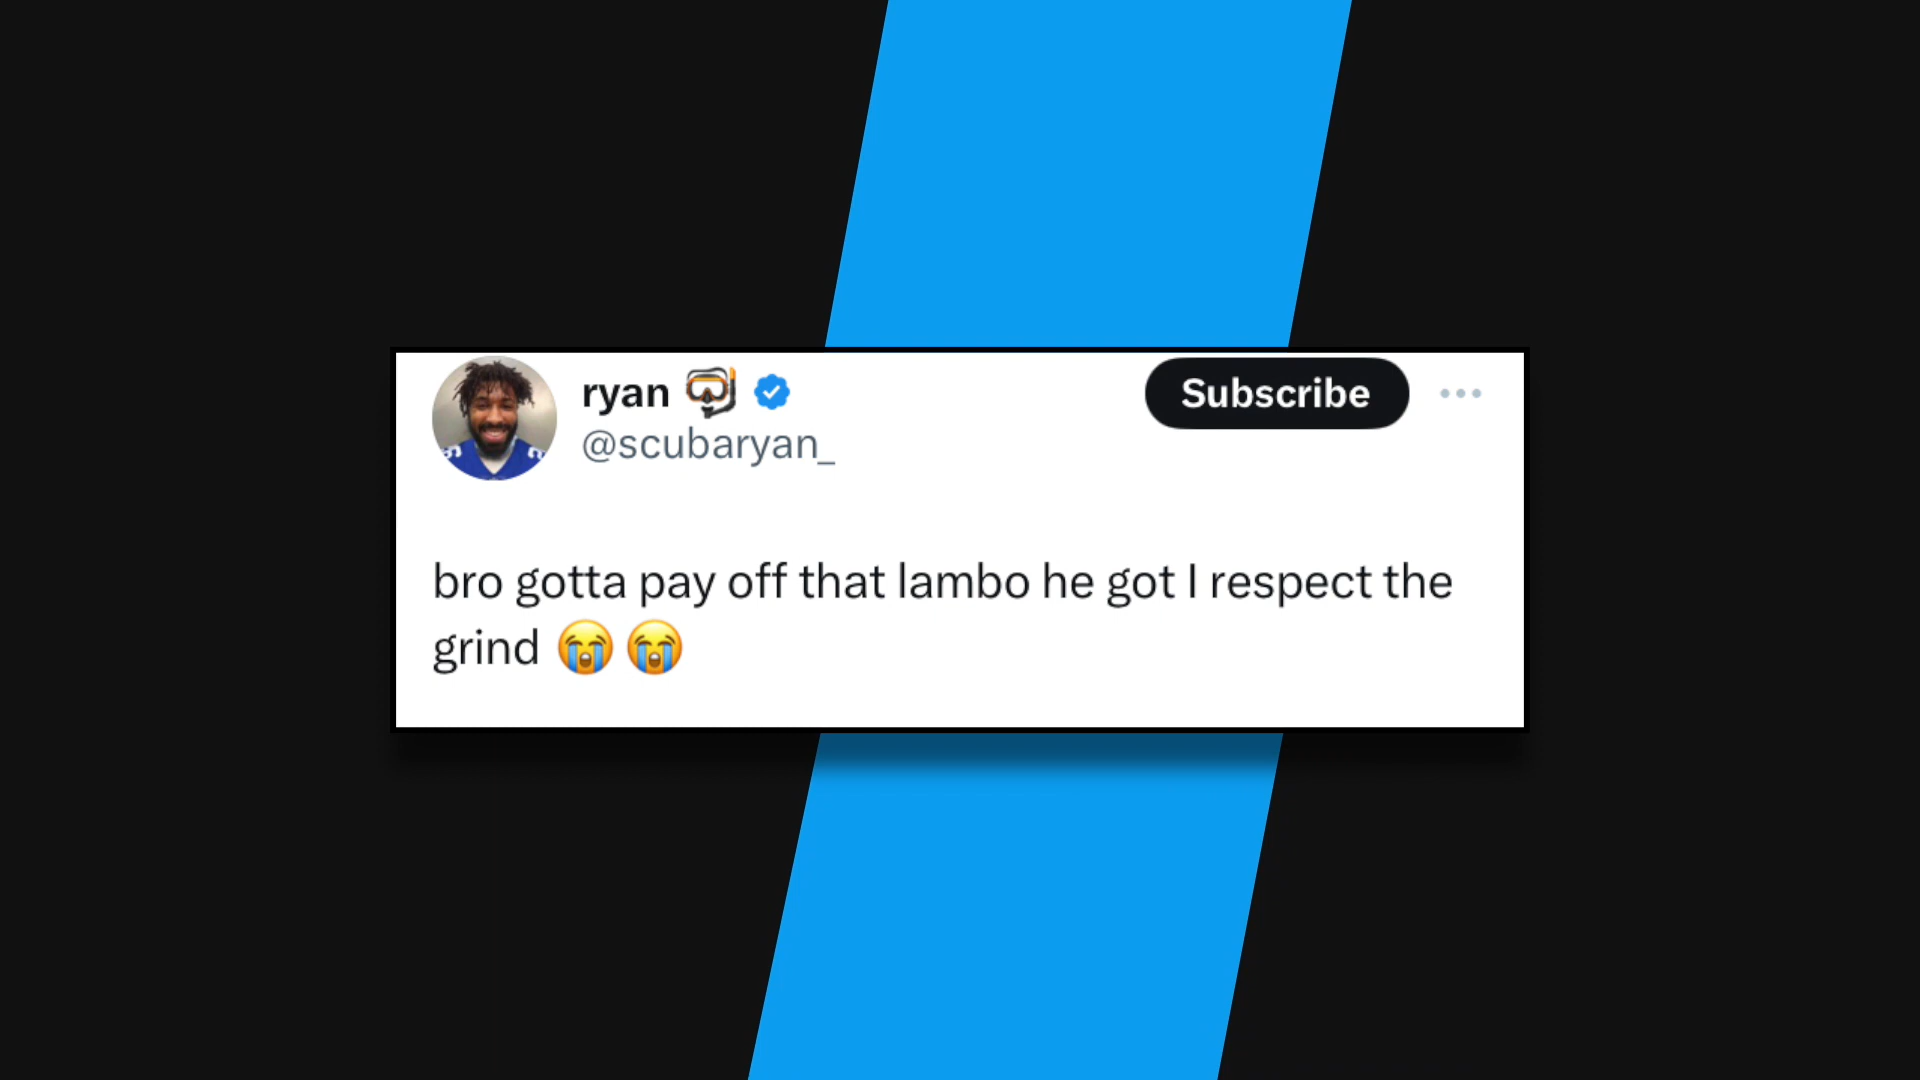 ryan 🤿
Subscribe
@scubaryan_
bro gotta pay off that lambo he got I respect the
grind 😭 😭